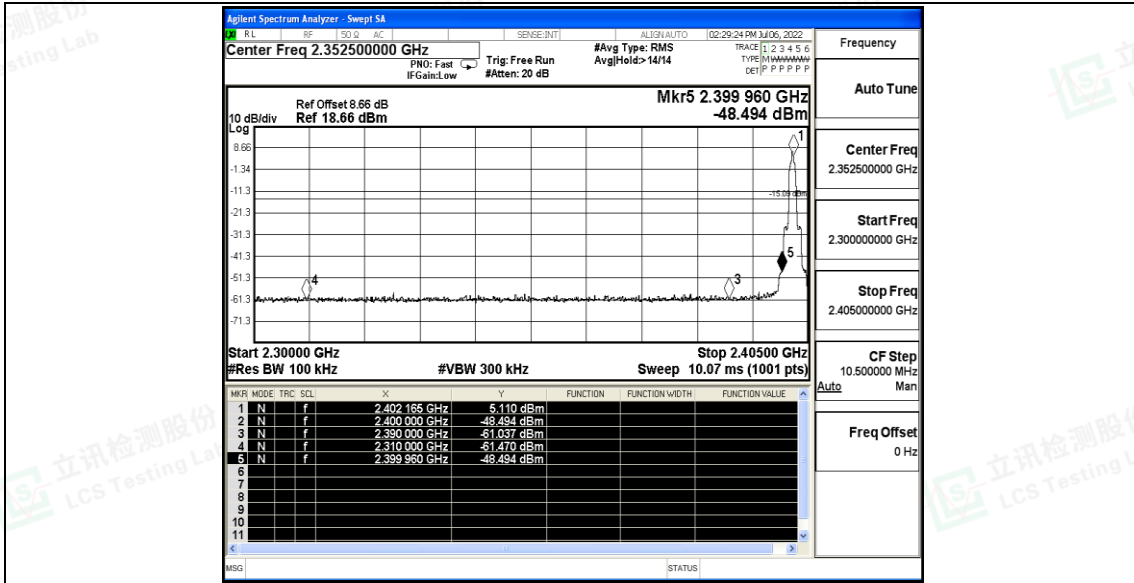 Agilent Spectrum Analyzer - Swept SA
LXI RL RF 50 Ω AC SENSE:INT ALIGNAUTO 02:29:24 PM Jul 06, 2022
Center Freq 2.352500000 GHz
PNO: Fast
IFGain:Low
Trig: Free Run
#Atten: 20 dB
#Avg Type: RMS
Avg|Hold:> 14/14
TRACE 1 2 3 4 5 6
TYPE MWWWWW
DET P P P P P P
Ref Offset 8.66 dB
10 dB/div Ref 18.66 dBm
Log
Mkr5 2.399 960 GHz
-48.494 dBm
8.66
-1.34
-11.3
-21.3
-31.3
-41.3
-51.3
-61.3
-71.3
1
-15.09 dBm
5
4
3
Start 2.30000 GHz Stop 2.40500 GHz
#Res BW 100 kHz #VBW 300 kHz Sweep 10.07 ms (1001 pts)
MKR MODE TRC SCL X Y FUNCTION FUNCTION WIDTH FUNCTION VALUE
1 N f 2.402 165 GHz 5.110 dBm
2 N f 2.400 000 GHz -48.494 dBm
3 N f 2.390 000 GHz -61.037 dBm
4 N f 2.310 000 GHz -61.470 dBm
5 N f 2.399 960 GHz -48.494 dBm
6
7
8
9
10
11
MSG STATUS
Frequency
Auto Tune
Center Freq
2.352500000 GHz
Start Freq
2.300000000 GHz
Stop Freq
2.405000000 GHz
CF Step
10.500000 MHz
Auto Man
Freq Offset
0 Hz
立讯检测股份
LCS Testing Lab
立讯检测股份
LCS Testing L